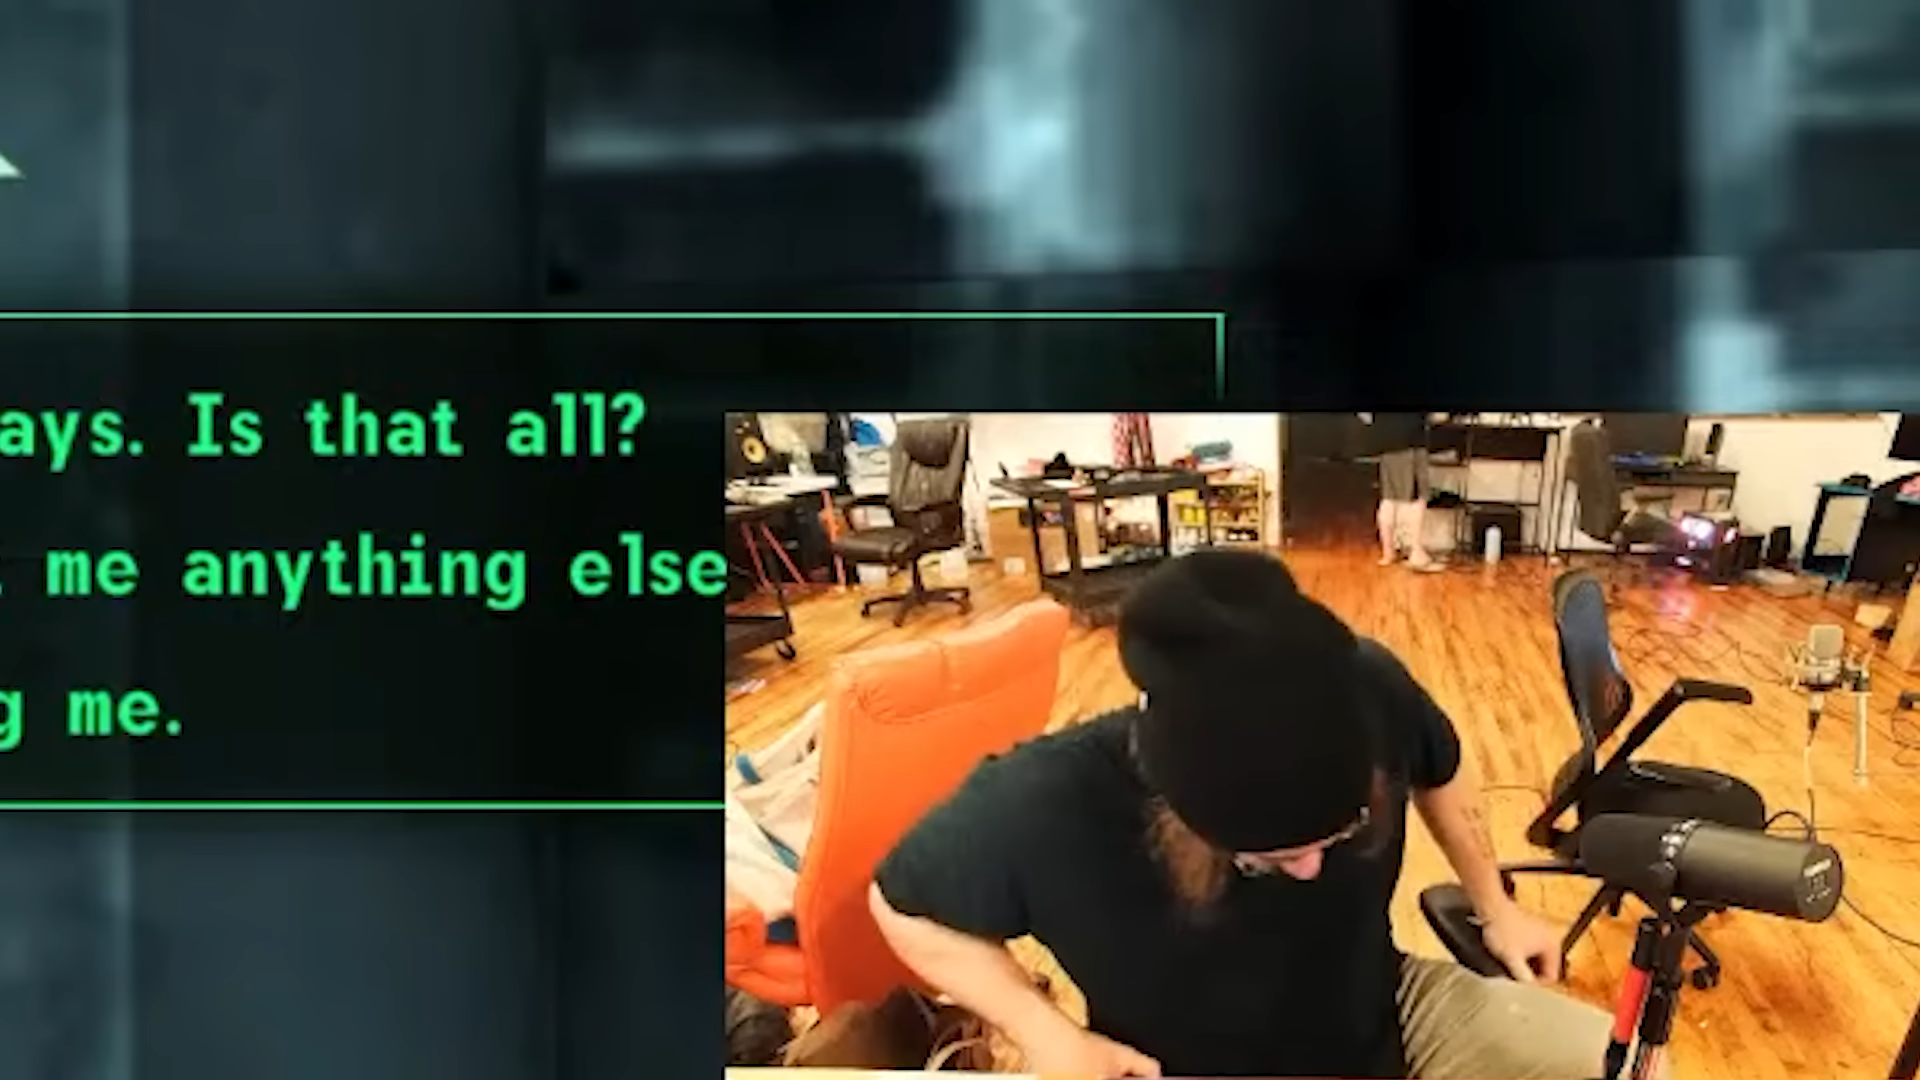 ays. Is that all?
me anything else
g me.